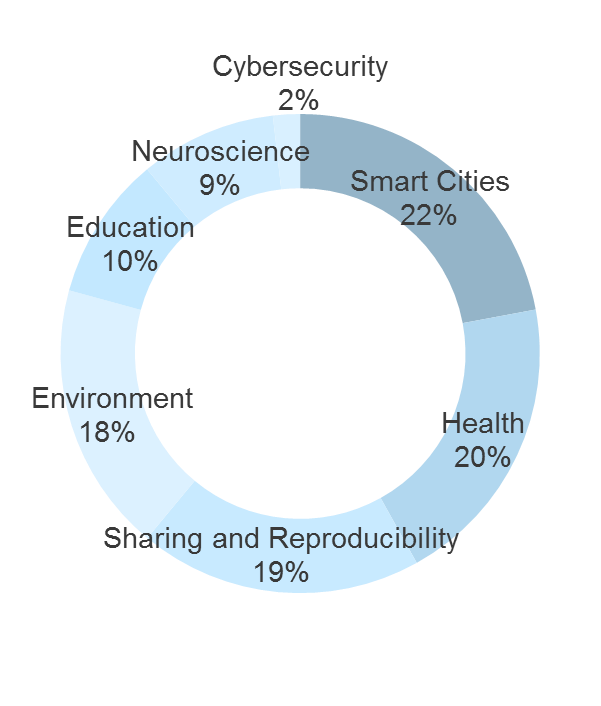 Cybersecurity
2%
Neuroscience
9%
Smart Cities
22%
Education
10%
Environment
18%
Health
20%
Sharing and Reproducibility
19%